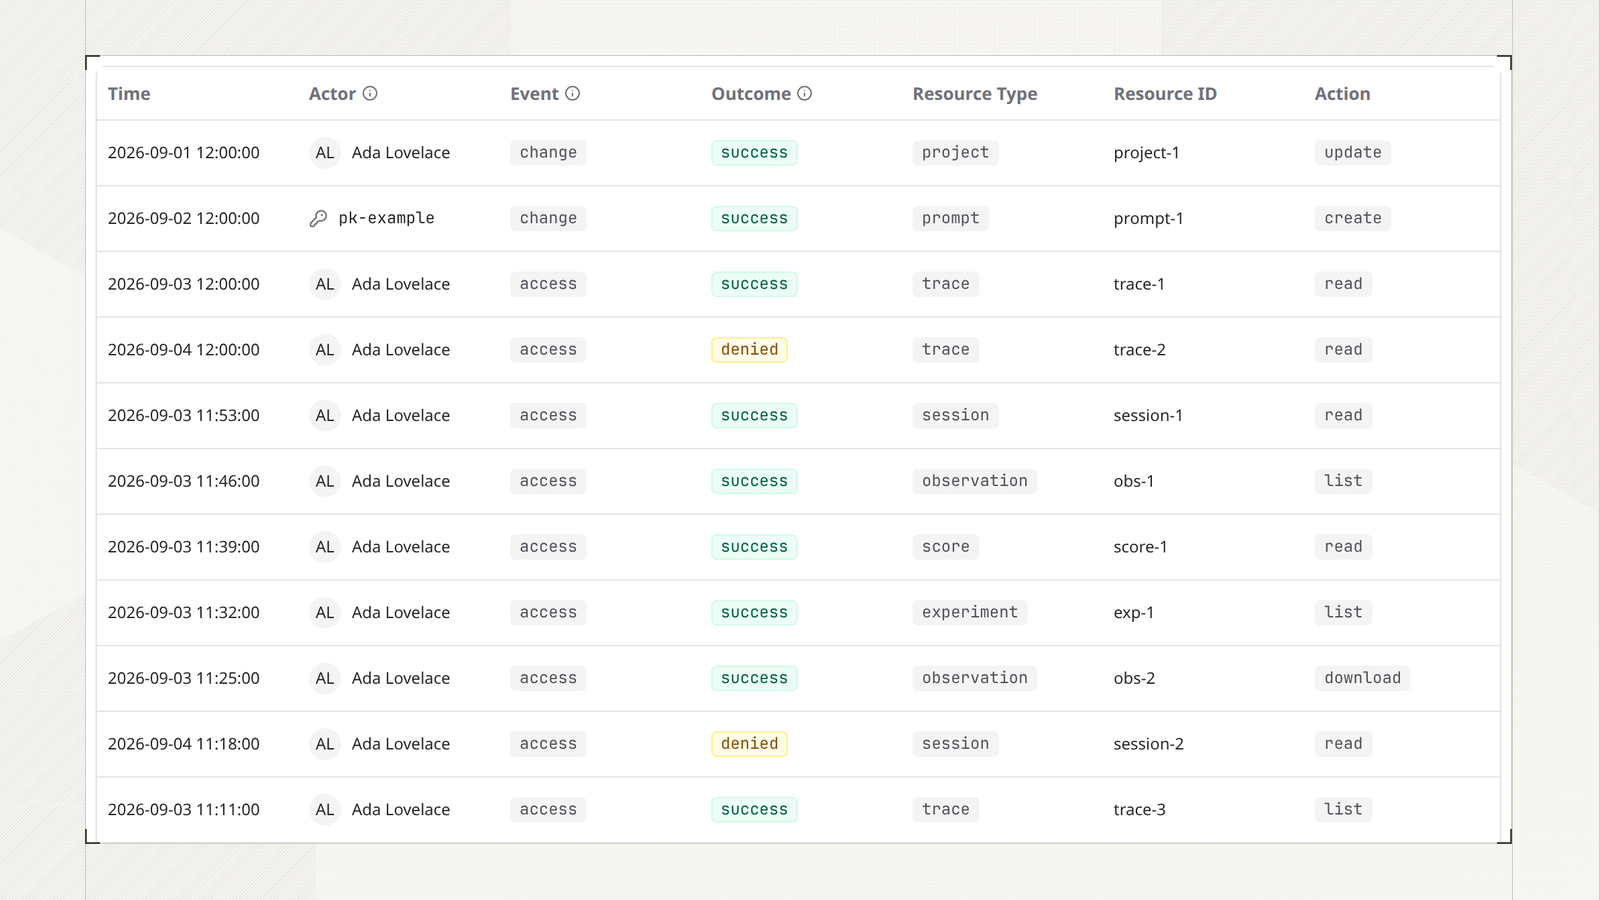 Time Actor Event Outcome Resource Type Resource ID Action
2026-09-01 12:00:00 AL Ada Lovelace change success project project-1 update
2026-09-02 12:00:00 pk-example change success prompt prompt-1 create
2026-09-03 12:00:00 AL Ada Lovelace access success trace trace-1 read
2026-09-04 12:00:00 AL Ada Lovelace access denied trace trace-2 read
2026-09-03 11:53:00 AL Ada Lovelace access success session session-1 read
2026-09-03 11:46:00 AL Ada Lovelace access success observation obs-1 list
2026-09-03 11:39:00 AL Ada Lovelace access success score score-1 read
2026-09-03 11:32:00 AL Ada Lovelace access success experiment exp-1 list
2026-09-03 11:25:00 AL Ada Lovelace access success observation obs-2 download
2026-09-04 11:18:00 AL Ada Lovelace access denied session session-2 read
2026-09-03 11:11:00 AL Ada Lovelace access success trace trace-3 list